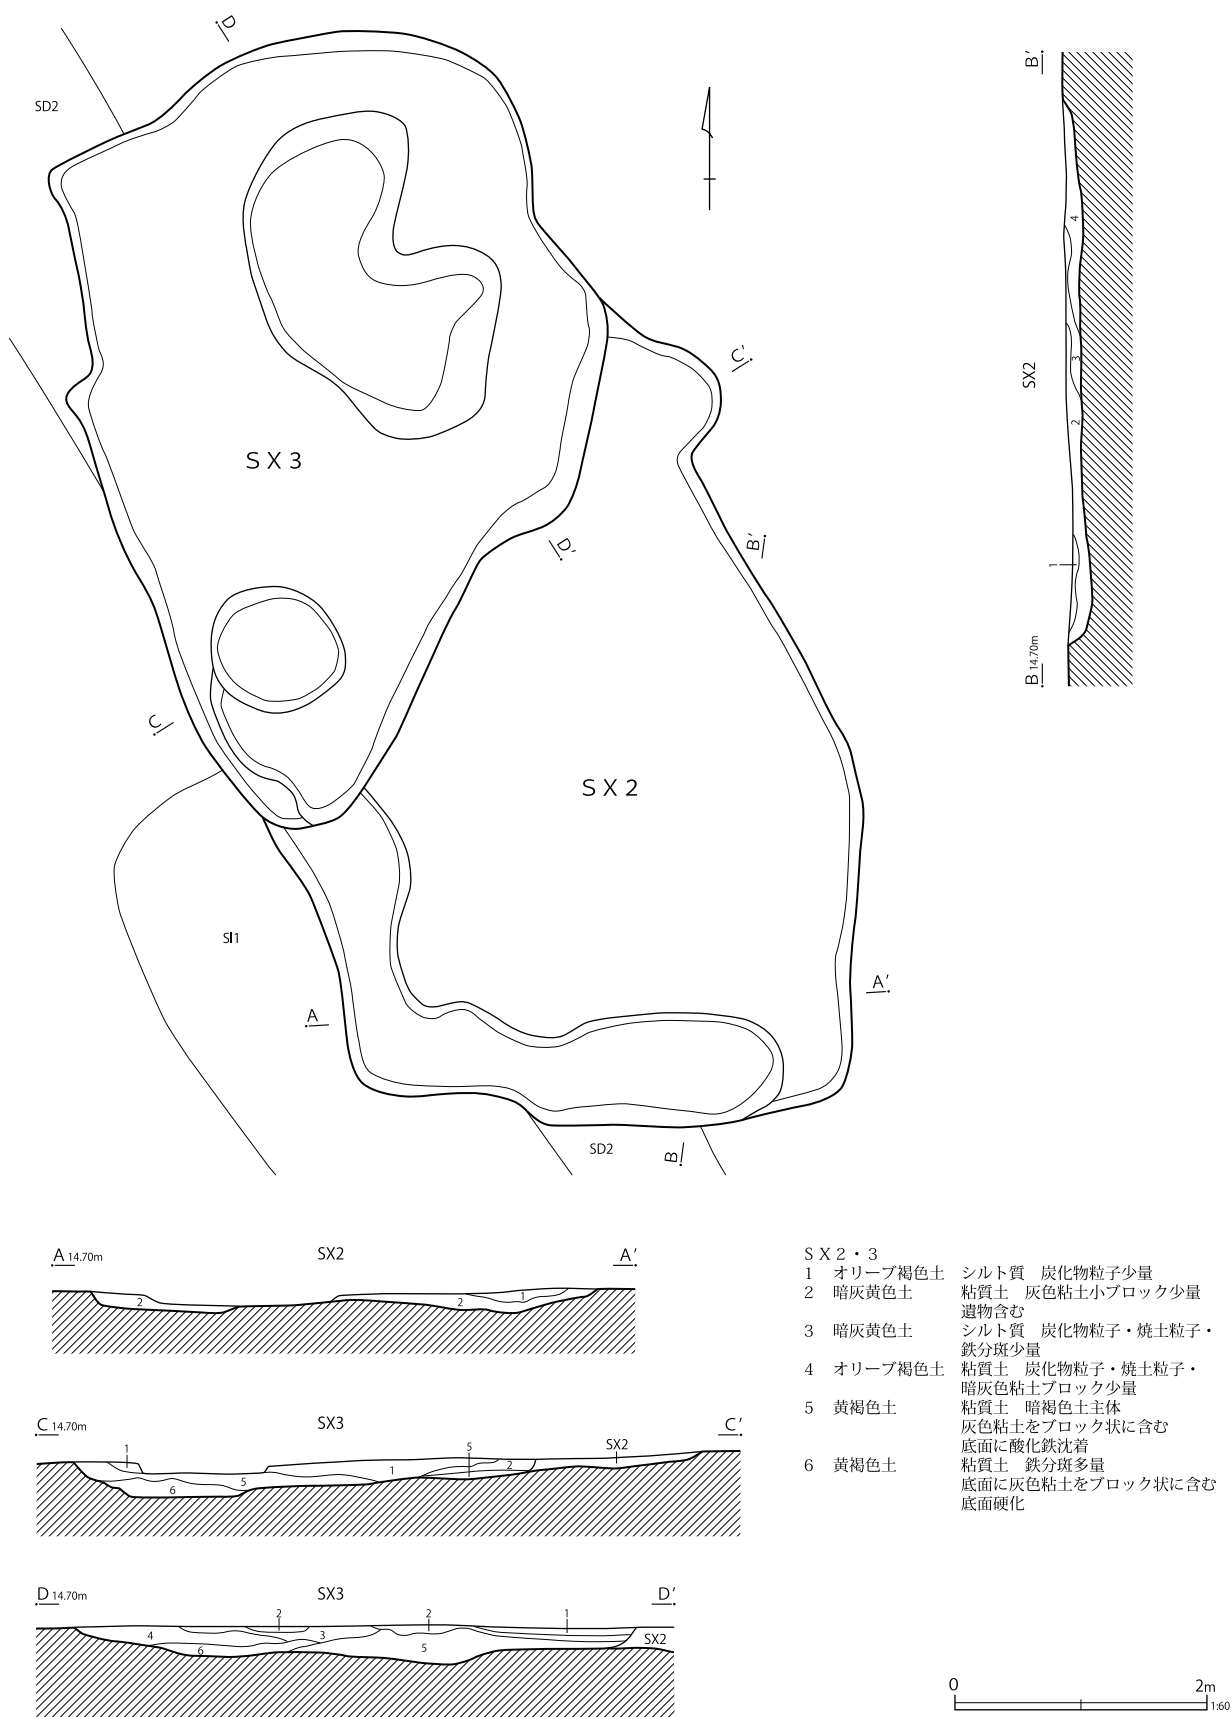 D
SD2
B'
C'
4
3
SX2
2
SX3
D'
B'
1
B 14.70m
C
SX2
SI1
A'
A
SD2
B
A 14.70m
SX2
A'
2
2
1
C 14.70m
SX3
C'
1
5
SX2
1
2
5
6
D 14.70m
SX3
D'
2
2
1
4
3
SX2
5
6
SX2・3
1 オリーブ褐色土 シルト質 炭化物粒子少量
2 暗灰黄色土 粘質土 灰色粘土小ブロック少量
遺物含む
3 暗灰黄色土 シルト質 炭化物粒子・焼土粒子・
鉄分斑少量
4 オリーブ褐色土 粘質土 炭化物粒子・焼土粒子・
暗灰色粘土ブロック少量
5 黄褐色土 粘質土 暗褐色土主体
灰色粘土をブロック状に含む
底面に酸化鉄沈着
6 黄褐色土 粘質土 鉄分斑多量
底面に灰色粘土をブロック状に含む
底面硬化
0 2m
1:60